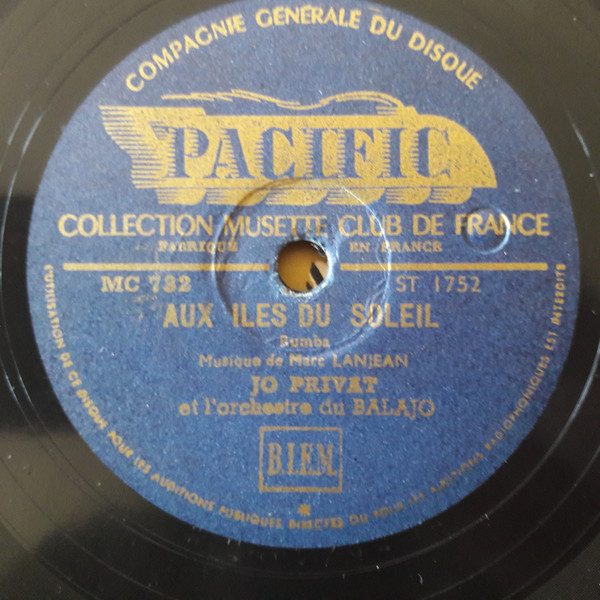 COMPAGNIE GÉNÉRALE DU DISQUE
PACIFIC
COLLECTION MUSETTE CLUB DE FRANCE
FABRIQUÉ EN FRANCE
MC 732 ST 1752
AUX ILES DU SOLEIL
Rumba
Musique de Marc LANJEAN
JO PRIVAT
et l'orchestre du BALAJO
B.I.E.M.
L'UTILISATION DE CE DISQUE POUR LES AUDITIONS PUBLIQUES DIRECTES OU POUR LES AUDITIONS RADIOPHONIQUES EST INTERDITE